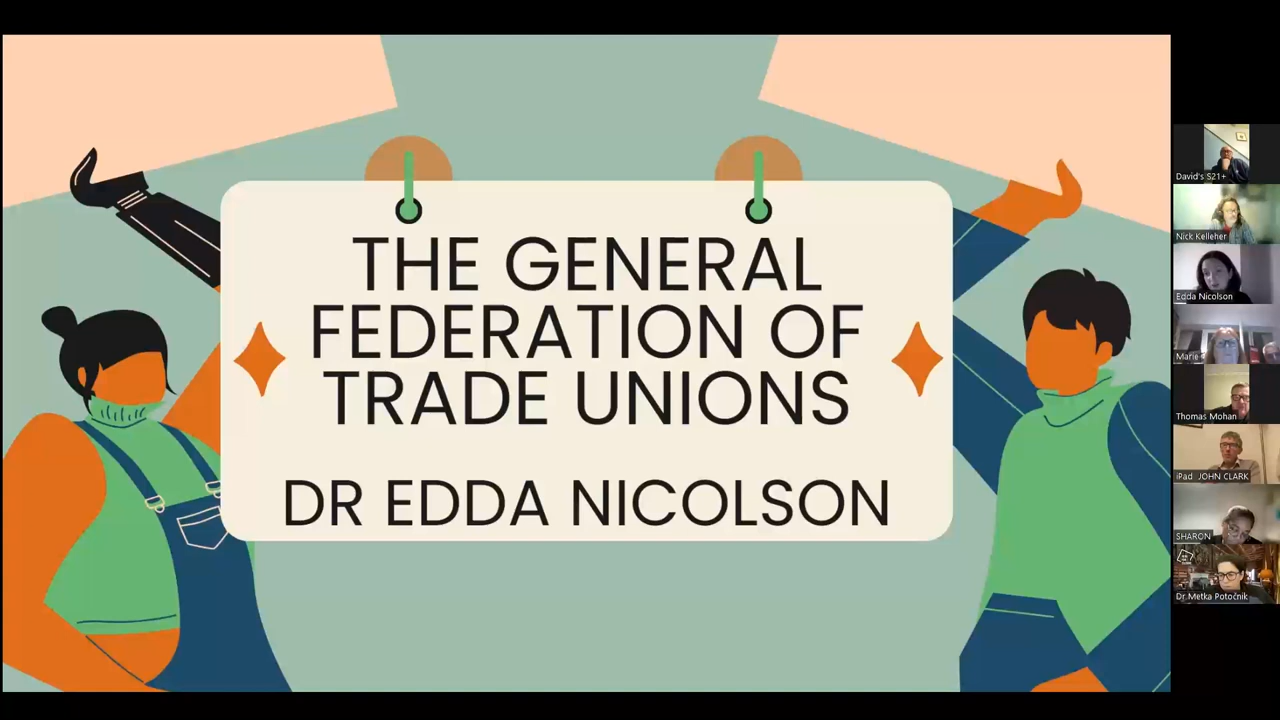 THE GENERAL
FEDERATION OF
TRADE UNIONS
DR EDDA NICOLSON
David's S21+
Nick Kelleher
Edda Nicolson
Marie
Thomas Mohan
iPad JOHN CLARK
SHARON
Dr Metka Potočnik